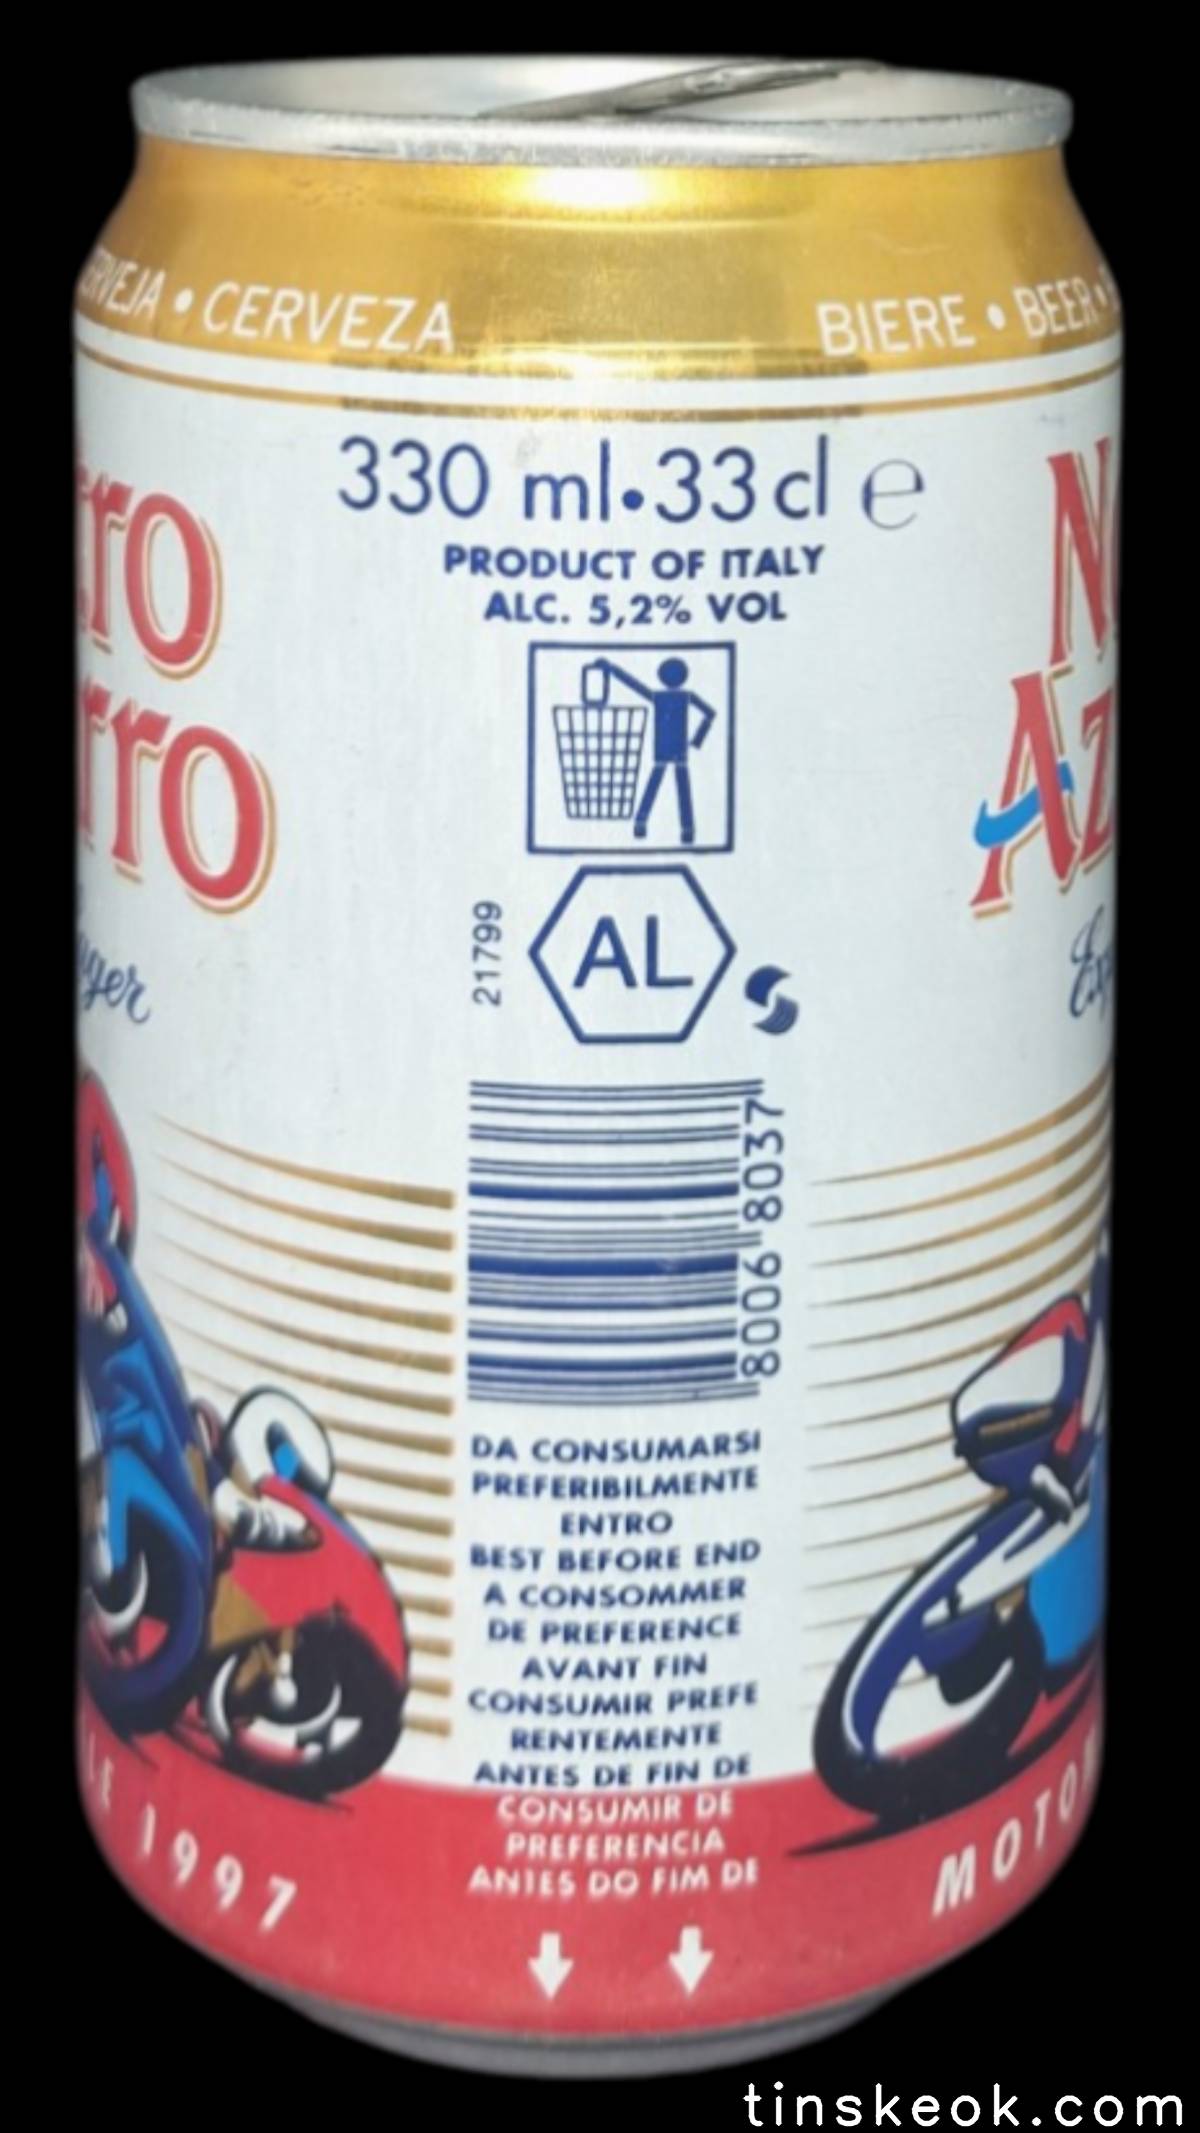 CERVEZA
BIERE • BEER •
330 ml•33 cl e
PRODUCT OF ITALY
ALC. 5,2% VOL
21799
AL
8006 8037
DA CONSUMARSI
PREFERIBILMENTE
ENTRO
BEST BEFORE END
A CONSOMMER
DE PREFERENCE
AVANT FIN
CONSUMIR PREFE
RENTEMENTE
ANTES DE FIN DE
CONSUMIR DE
PREFERENCIA
ANTES DO FIM DE
1997
tinskeok.com